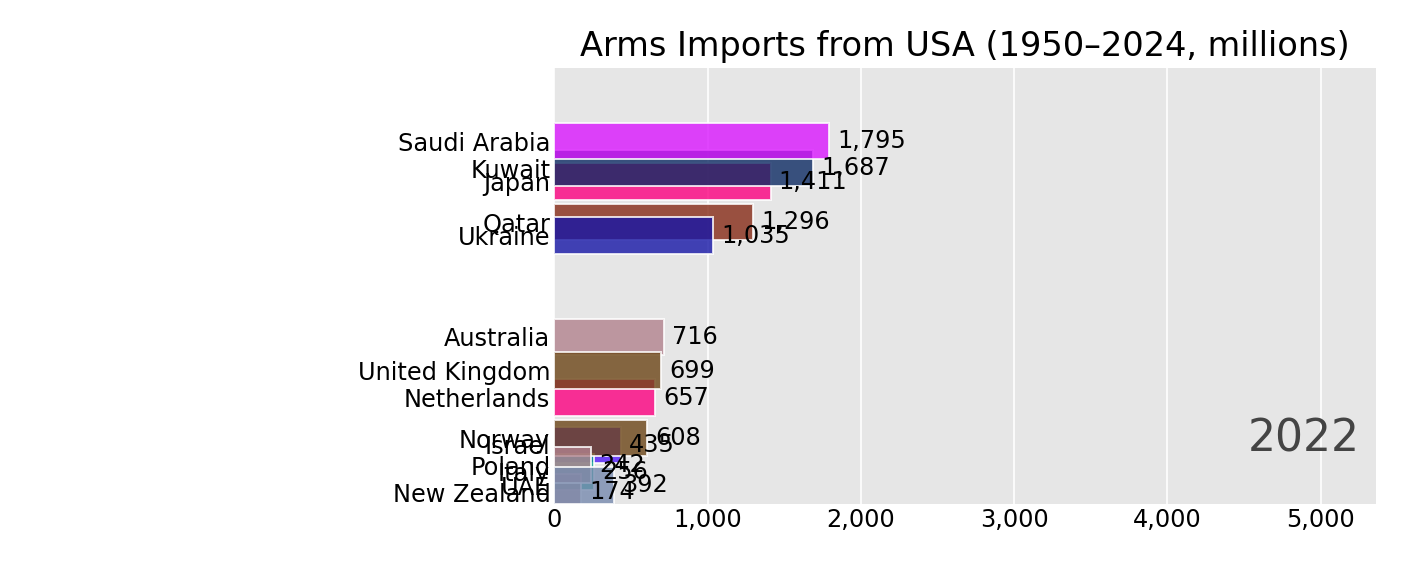 Arms Imports from USA (1950–2024, millions)
Saudi Arabia 1,795
Kuwait 1,687
Japan 1,411
Qatar 1,296
Ukraine 1,035
Australia 716
United Kingdom 699
Netherlands 657
Norway 608
Israel 435
Poland 242
Italy 256
UAE 392
New Zealand 174
2022
0 1,000 2,000 3,000 4,000 5,000